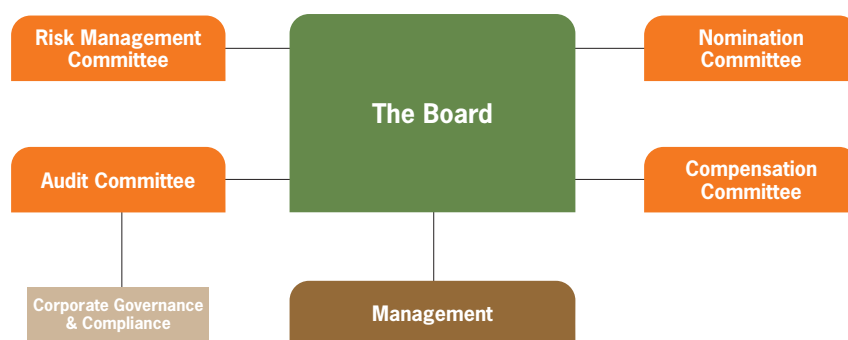 Risk Management
Committee
Nomination
Committee
The Board
Audit Committee
Compensation
Committee
Corporate Governance
& Compliance
Management